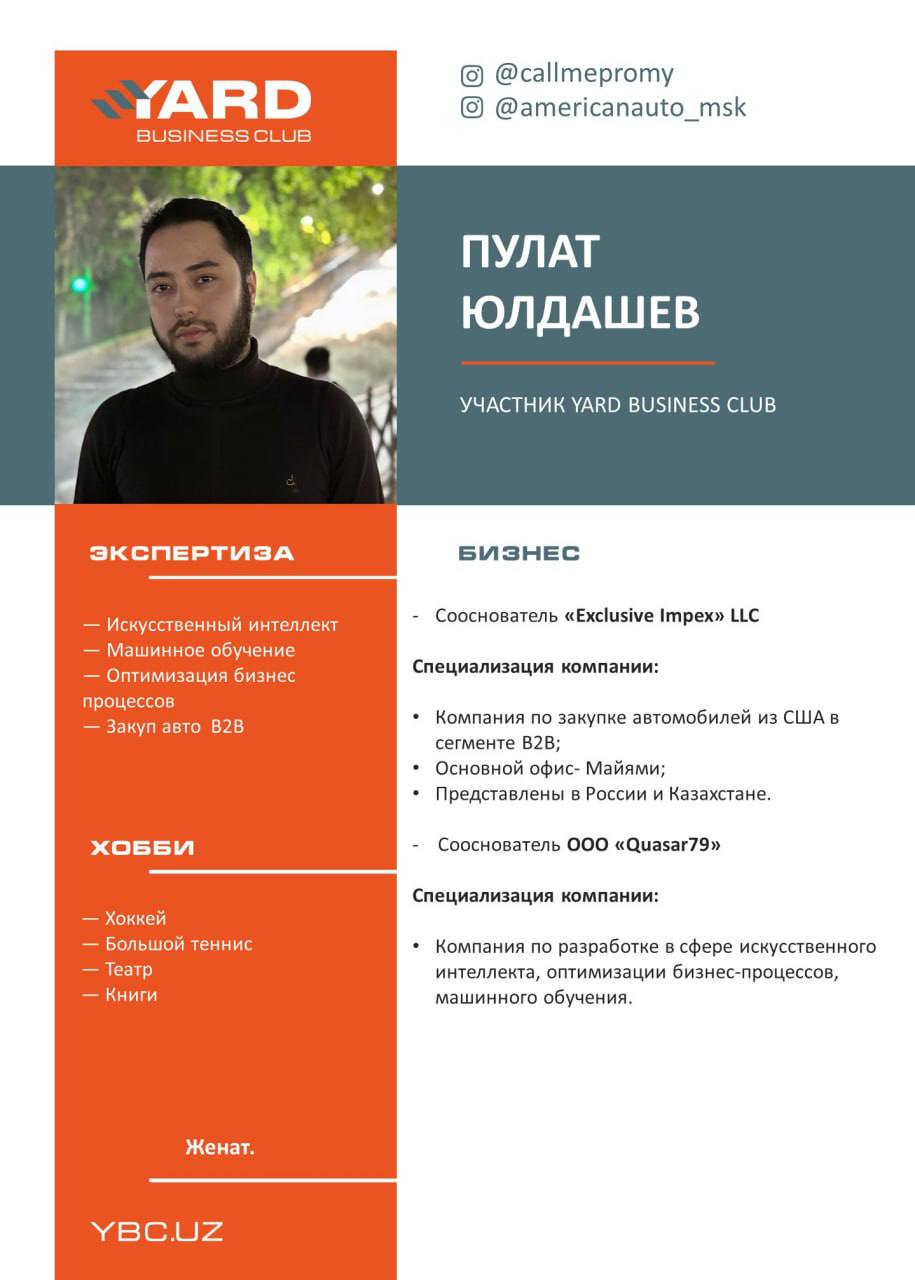 YARD
BUSINESS CLUB
@callmepromy
@americanauto_msk
ПУЛАТ
ЮЛДАШЕВ
УЧАСТНИК YARD BUSINESS CLUB
ЭКСПЕРТИЗА
— Искусственный интеллект
— Машинное обучение
— Оптимизация бизнес
процессов
— Закуп авто B2B
ХОББИ
— Хоккей
— Большой теннис
— Театр
— Книги
Женат.
YBC.UZ
БИЗНЕС
- Сооснователь «Exclusive Impex» LLC
Специализация компании:
• Компания по закупке автомобилей из США в
сегменте B2B;
• Основной офис- Майями;
• Представлены в России и Казахстане.
- Сооснователь ООО «Quasar79»
Специализация компании:
• Компания по разработке в сфере искусственного
интеллекта, оптимизации бизнес-процессов,
машинного обучения.